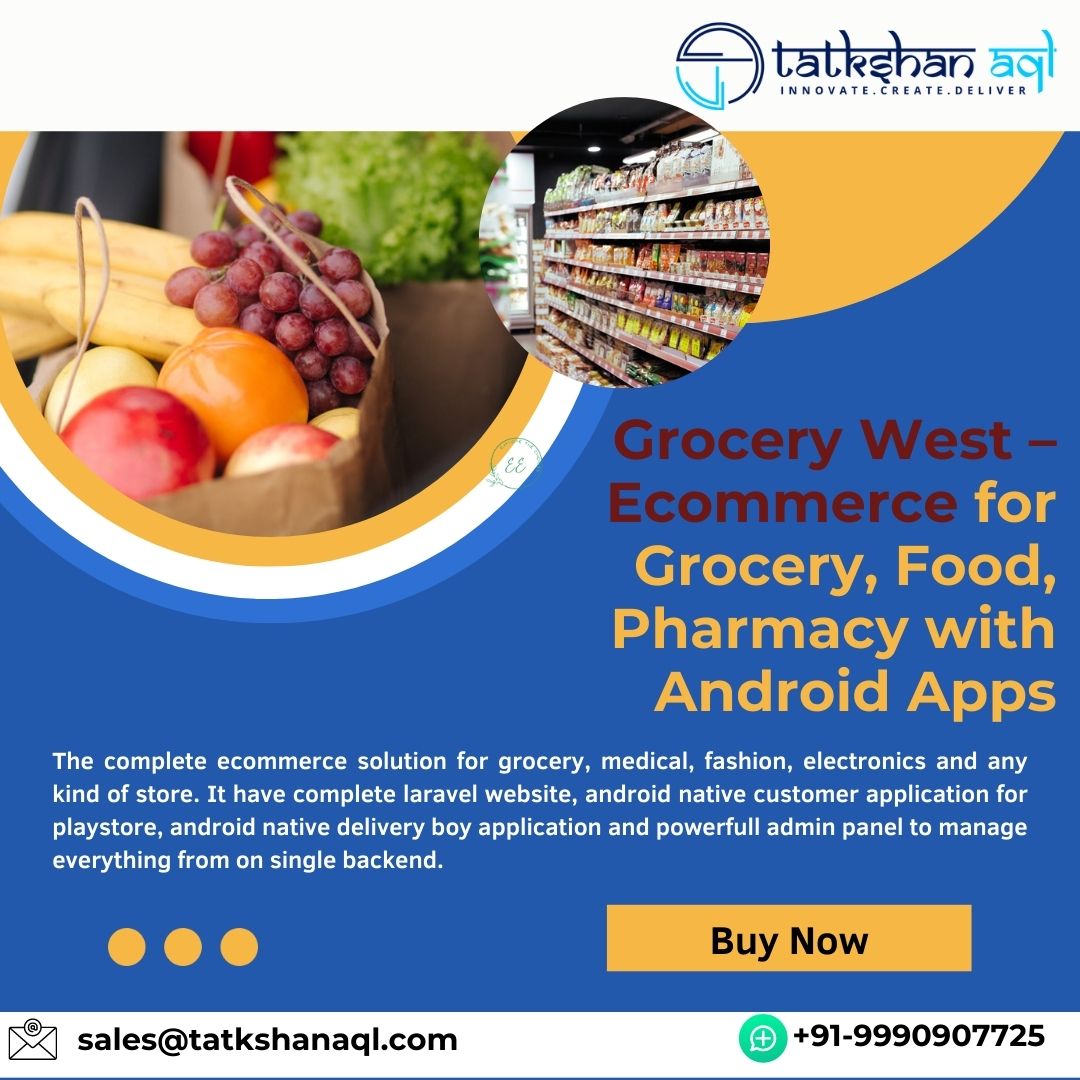 tatkshan aql
INNOVATE.CREATE.DELIVER
EE
Grocery West –
Ecommerce for
Grocery, Food,
Pharmacy with
Android Apps
The complete ecommerce solution for grocery, medical, fashion, electronics and any
kind of store. It have complete laravel website, android native customer application for
playstore, android native delivery boy application and powerfull admin panel to manage
everything from on single backend.
Buy Now
sales@tatkshanaql.com
+91-9990907725